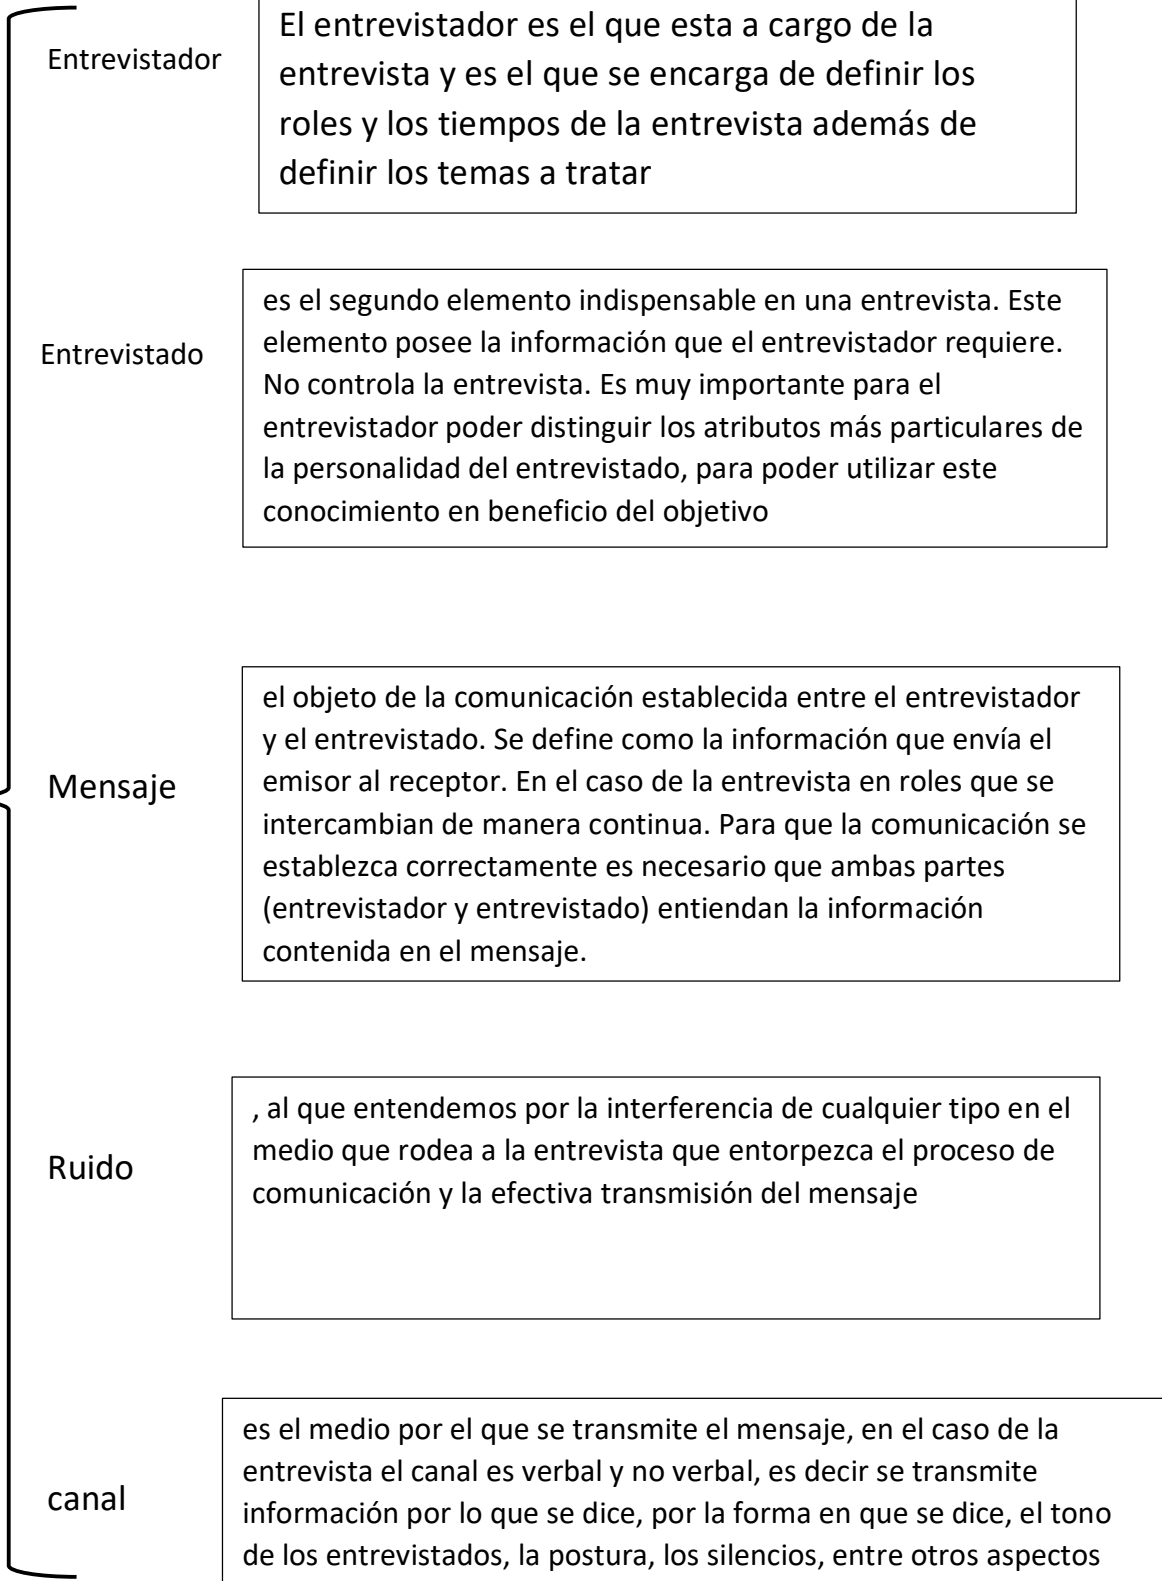 Entrevistador
El entrevistador es el que esta a cargo de la
entrevista y es el que se encarga de definir los
roles y los tiempos de la entrevista además de
definir los temas a tratar
Entrevistado
es el segundo elemento indispensable en una entrevista. Este
elemento posee la información que el entrevistador requiere.
No controla la entrevista. Es muy importante para el
entrevistador poder distinguir los atributos más particulares de
la personalidad del entrevistado, para poder utilizar este
conocimiento en beneficio del objetivo
Mensaje
el objeto de la comunicación establecida entre el entrevistador
y el entrevistado. Se define como la información que envía el
emisor al receptor. En el caso de la entrevista en roles que se
intercambian de manera continua. Para que la comunicación se
establezca correctamente es necesario que ambas partes
(entrevistador y entrevistado) entiendan la información
contenida en el mensaje.
Ruido
, al que entendemos por la interferencia de cualquier tipo en el
medio que rodea a la entrevista que entorpezca el proceso de
comunicación y la efectiva transmisión del mensaje
canal
es el medio por el que se transmite el mensaje, en el caso de la
entrevista el canal es verbal y no verbal, es decir se transmite
información por lo que se dice, por la forma en que se dice, el tono
de los entrevistados, la postura, los silencios, entre otros aspectos